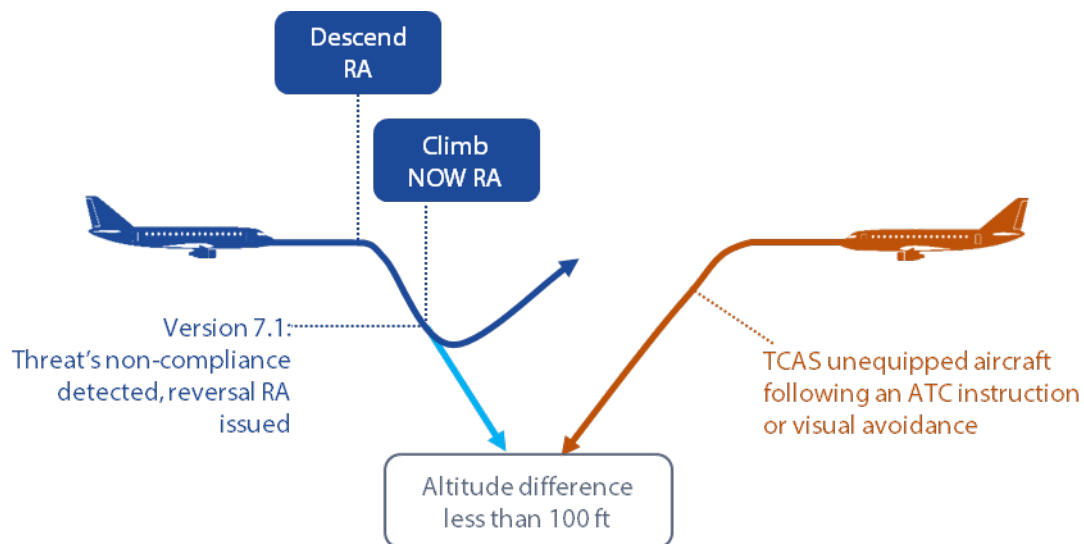 Descend
RA
Climb
NOW RA
Version 7.1:
Threat's non-compliance
detected, reversal RA
issued
TCAS unequipped aircraft
following an ATC instruction
or visual avoidance
Altitude difference
less than 100 ft